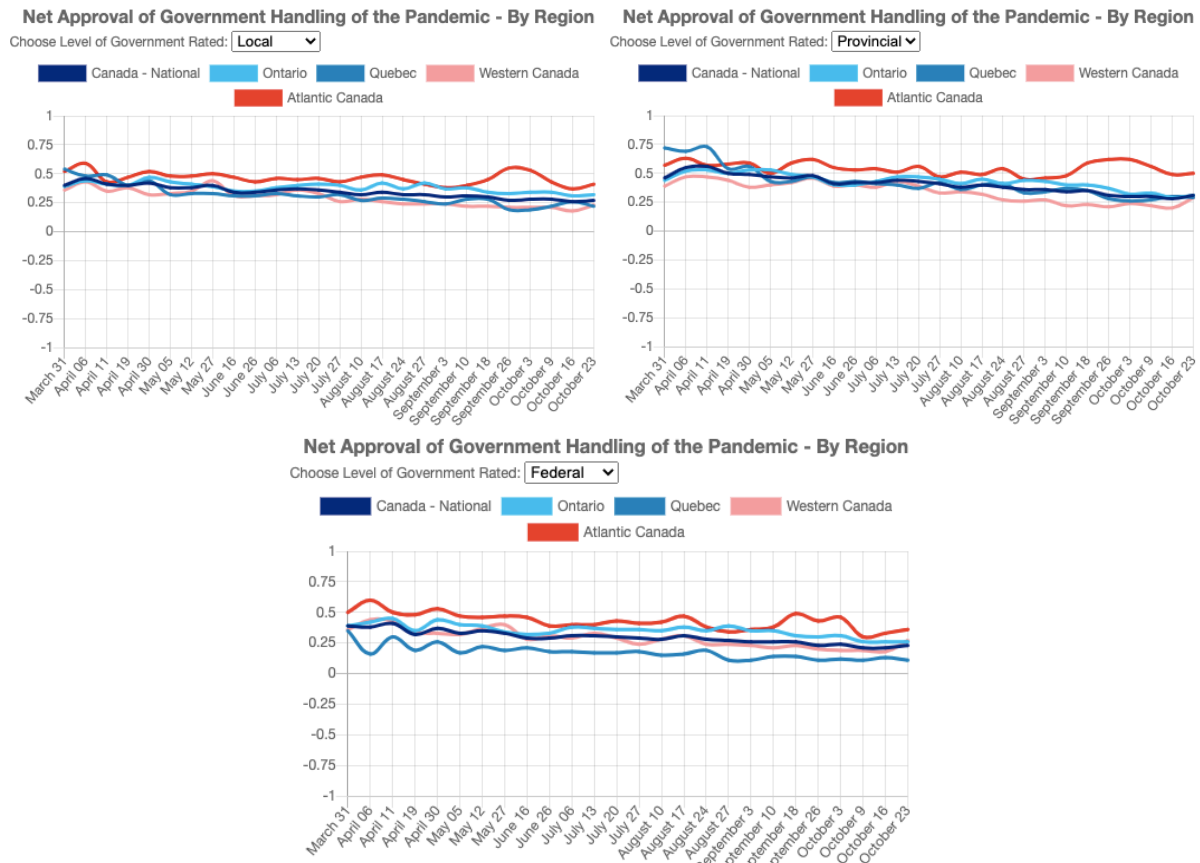 Net Approval of Government Handling of the Pandemic - By Region
Choose Level of Government Rated: Local
Canada - National Ontario Quebec Western Canada
Atlantic Canada
1
0.75
0.5
0.25
0
-0.25
-0.5
-0.75
-1
March 31
April 06
April 11
April 19
April 30
May 05
May 12
May 27
June 16
June 26
July 06
July 13
July 20
July 27
August 10
August 17
August 24
August 27
September 3
September 10
September 18
September 26
October 3
October 9
October 16
October 23
Net Approval of Government Handling of the Pandemic - By Region
Choose Level of Government Rated: Provincial
Canada - National Ontario Quebec Western Canada
Atlantic Canada
1
0.75
0.5
0.25
0
-0.25
-0.5
-0.75
-1
March 31
April 06
April 11
April 19
April 30
May 05
May 12
May 27
June 16
June 26
July 06
July 13
July 20
July 27
August 10
August 17
August 24
August 27
September 3
September 10
September 18
September 26
October 3
October 9
October 16
October 23
Net Approval of Government Handling of the Pandemic - By Region
Choose Level of Government Rated: Federal
Canada - National Ontario Quebec Western Canada
Atlantic Canada
1
0.75
0.5
0.25
0
-0.25
-0.5
-0.75
-1
March 31
April 06
April 11
April 19
April 30
May 05
May 12
May 27
June 16
June 26
July 06
July 13
July 20
July 27
August 10
August 17
August 24
August 27
September 3
September 10
September 18
September 26
October 3
October 9
October 16
October 23